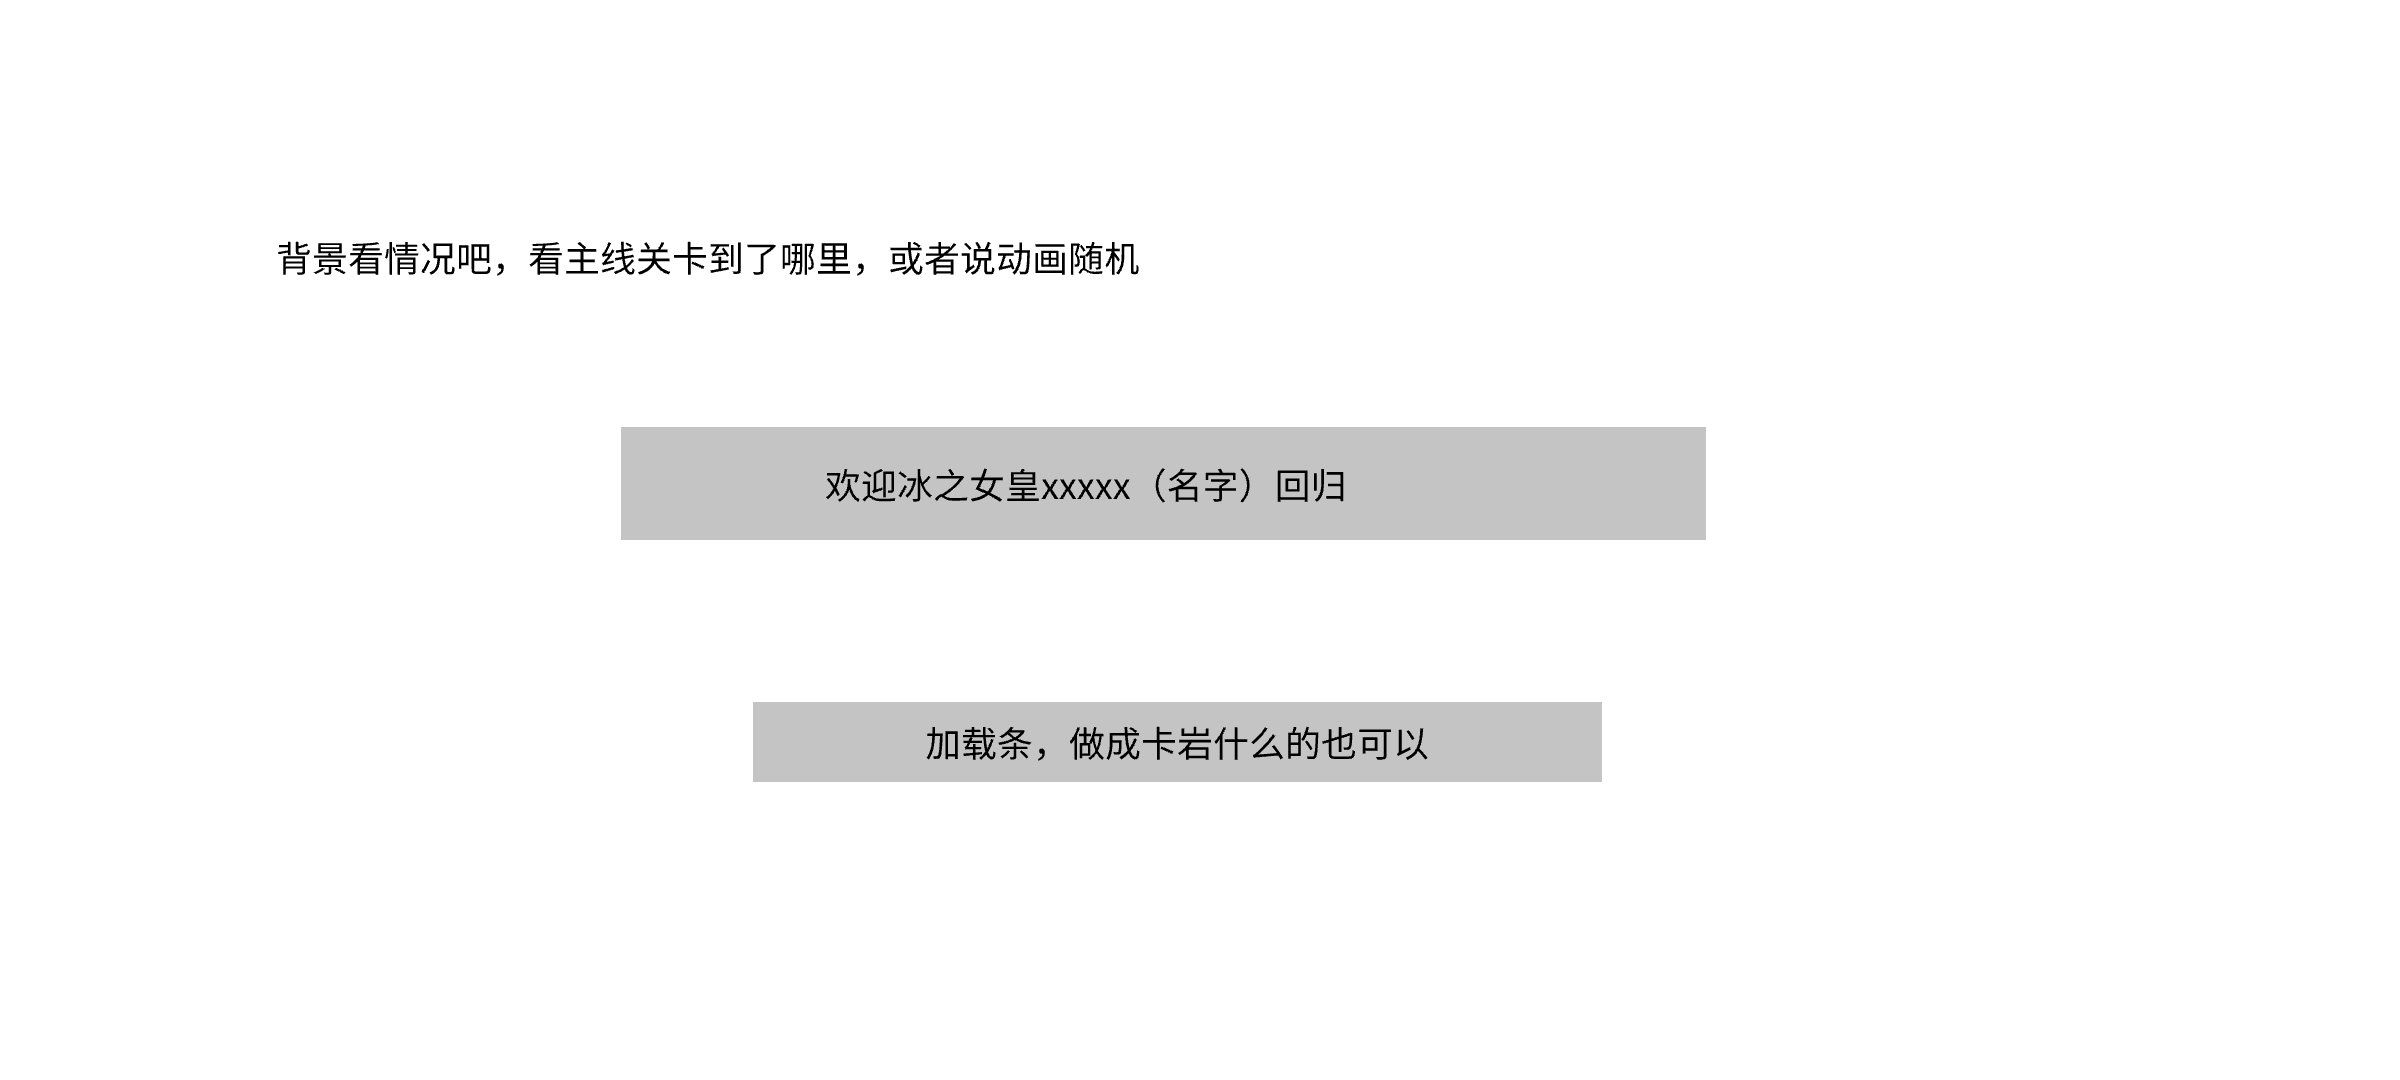 背景看情况吧，看主线关卡到了哪里，或者说动画随机
欢迎冰之女皇xxxxx（名字）回归
加载条，做成卡岩什么的也可以